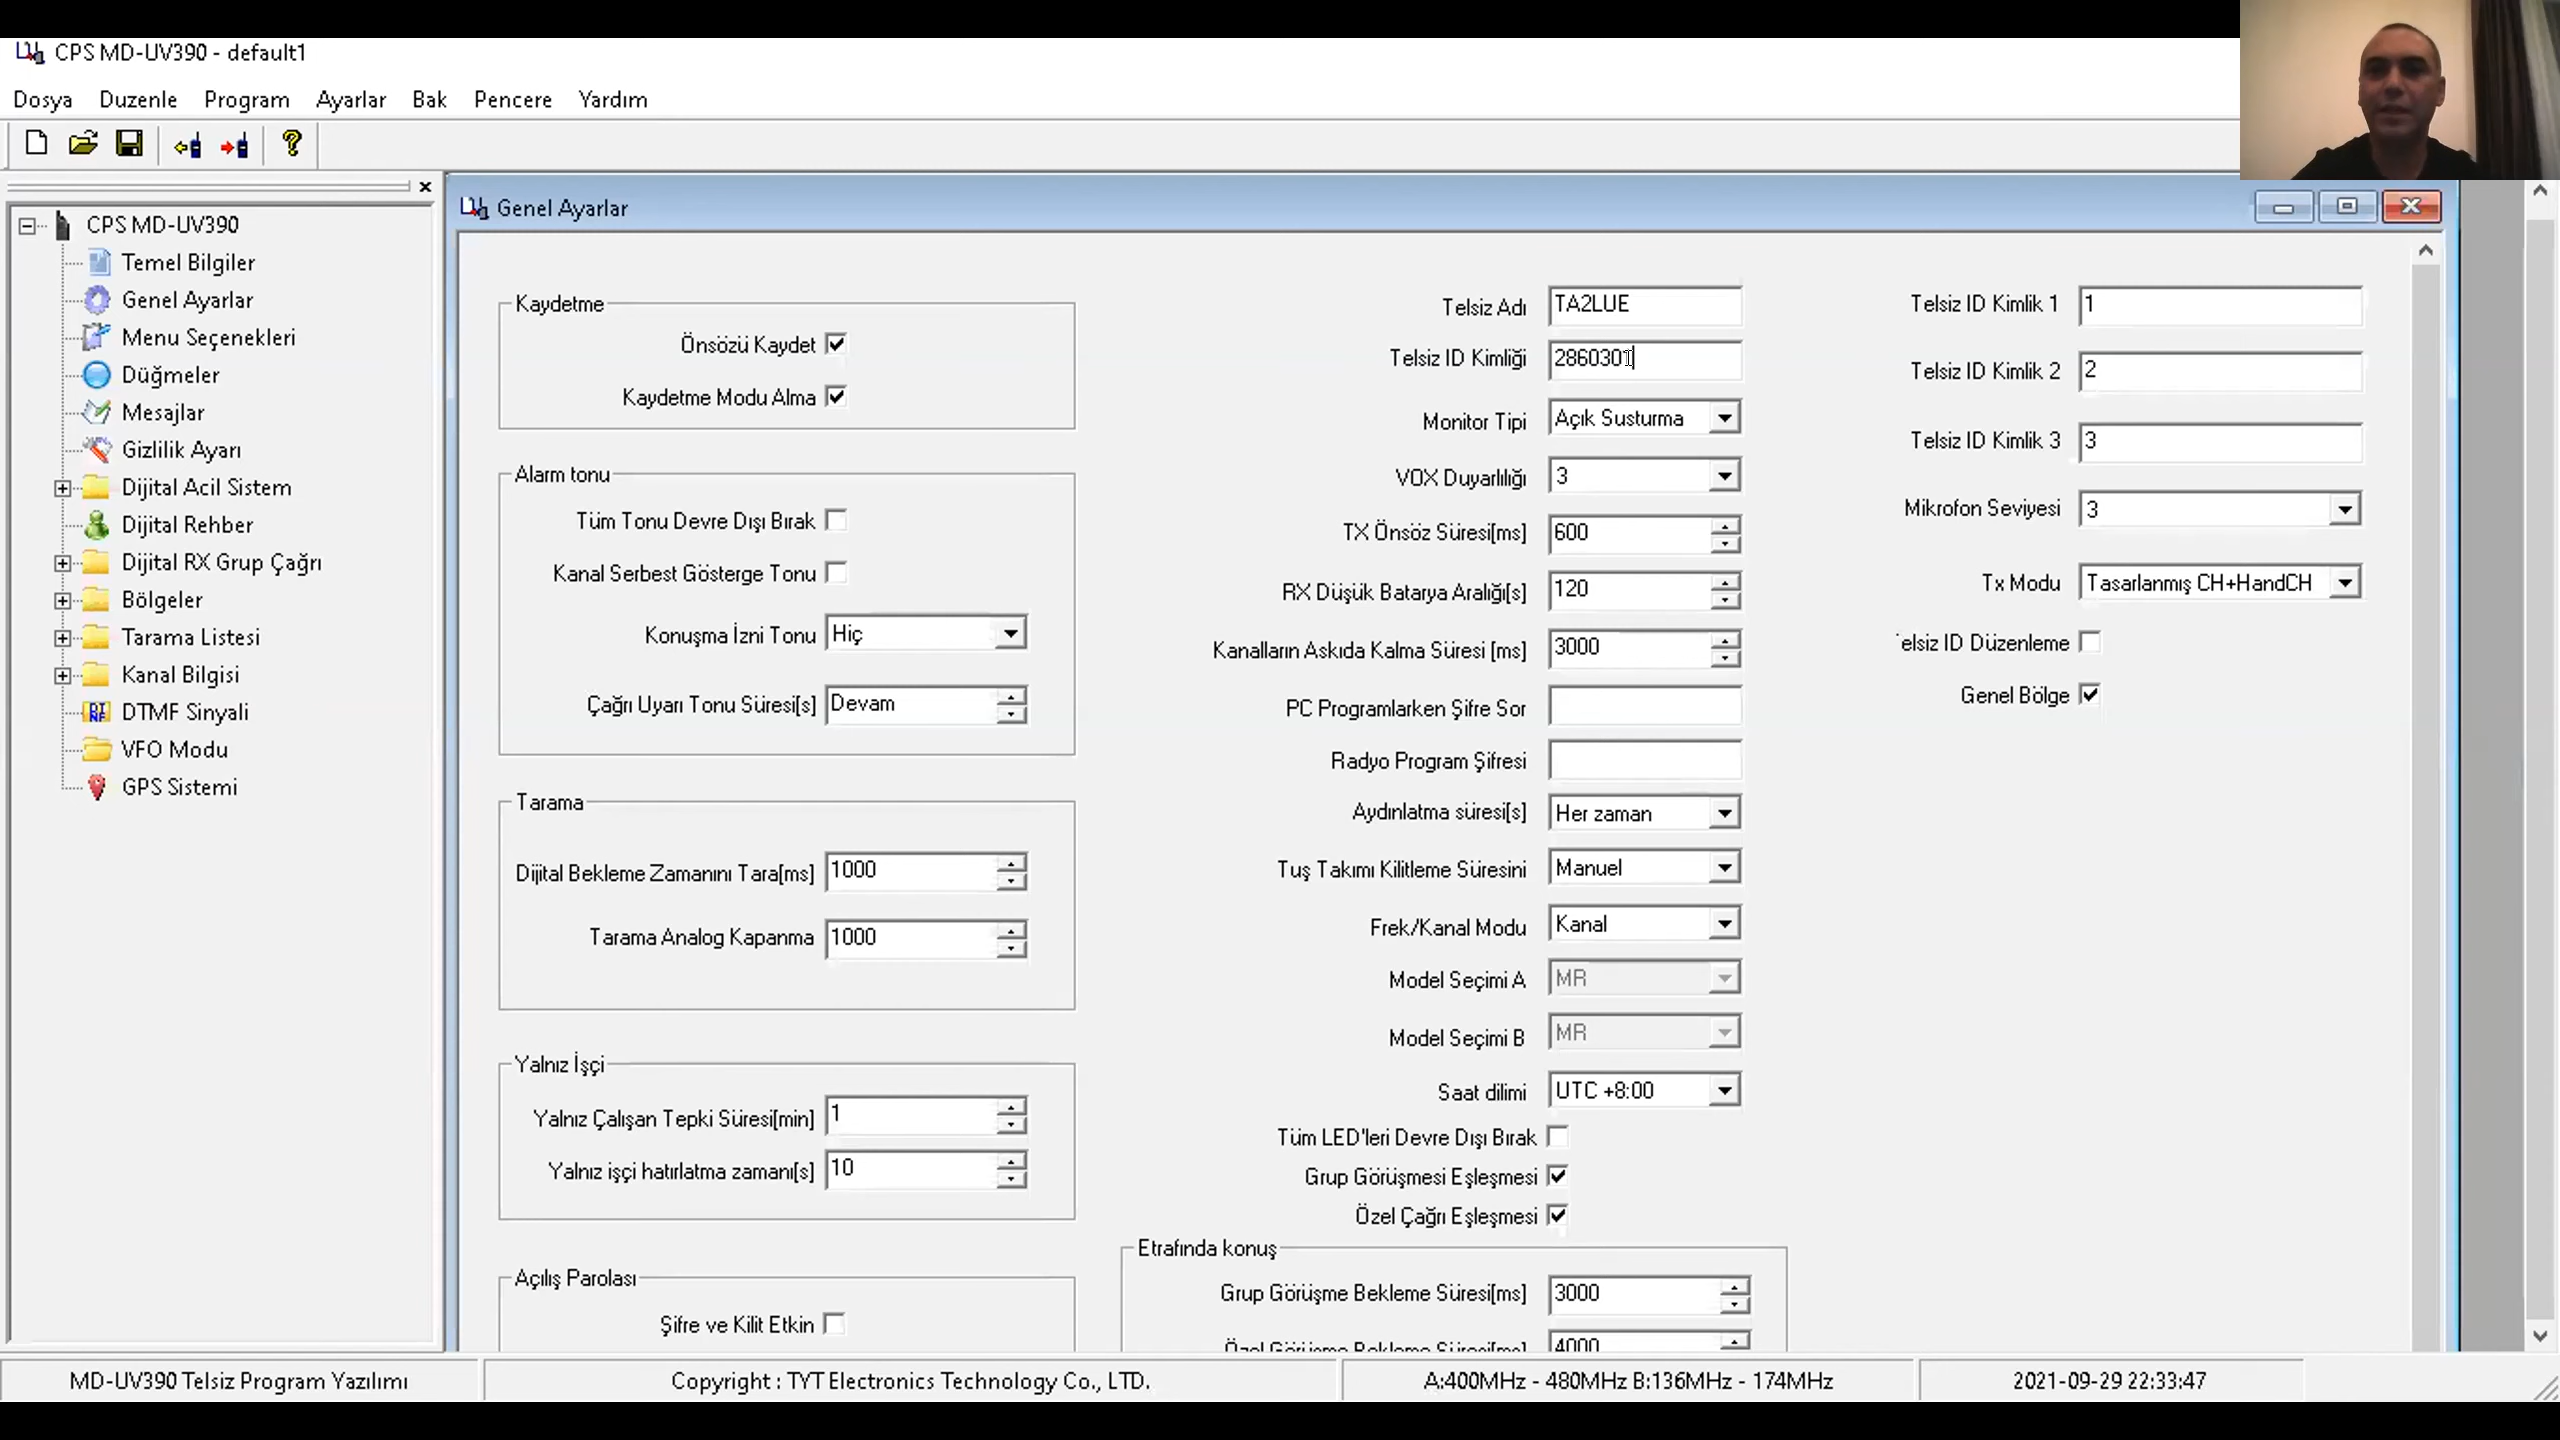 CPS MD-UV390 - default1
Dosya Duzenle Program Ayarlar Bak Pencere Yardım
CPS MD-UV390
Temel Bilgiler
Genel Ayarlar
Menu Seçenekleri
Düğmeler
Mesajlar
Gizlilik Ayarı
Dijital Acil Sistem
Dijital Rehber
Dijital RX Grup Çağrı
Bölgeler
Tarama Listesi
Kanal Bilgisi
DTMF Sinyali
VFO Modu
GPS Sistemi
Genel Ayarlar
Kaydetme
Önsözü Kaydet
Kaydetme Modu Alma
Alarm tonu
Tüm Tonu Devre Dışı Bırak
Kanal Serbest Gösterge Tonu
Konuşma İzni Tonu Hiç
Çağrı Uyarı Tonu Süresi[s] Devam
Tarama
Dijital Bekleme Zamanını Tara[ms] 1000
Tarama Analog Kapanma 1000
Yalnız İşçi
Yalnız Çalışan Tepki Süresi[min] 1
Yalnız işçi hatırlatma zamanı[s] 10
Açılış Parolası
Şifre ve Kilit Etkin
Telsiz Adı TA2LUE
Telsiz ID Kimliği 2860301
Monitor Tipi Açık Susturma
VOX Duyarlılığı 3
TX Önsöz Süresi[ms] 600
RX Düşük Batarya Aralığı[s] 120
Kanalların Askıda Kalma Süresi [ms] 3000
PC Programlarken Şifre Sor
Radyo Program Şifresi
Aydınlatma süresi[s] Her zaman
Tuş Takımı Kilitleme Süresini Manuel
Frek/Kanal Modu Kanal
Model Seçimi A MR
Model Seçimi B MR
Saat dilimi UTC +8:00
Tüm LED'leri Devre Dışı Bırak
Grup Görüşmesi Eşleşmesi
Özel Çağrı Eşleşmesi
Etrafında konuş
Grup Görüşme Bekleme Süresi[ms] 3000
Özel Görüşme Bekleme Süresi[ms] 4000
Telsiz ID Kimlik 1 1
Telsiz ID Kimlik 2 2
Telsiz ID Kimlik 3 3
Mikrofon Seviyesi 3
Tx Modu Tasarlanmış CH+HandCH
elsiz ID Düzenleme
Genel Bölge
MD-UV390 Telsiz Program Yazılımı Copyright : TYT Electronics Technology Co., LTD. A:400MHz - 480MHz B:136MHz - 174MHz 2021-09-29 22:33:47